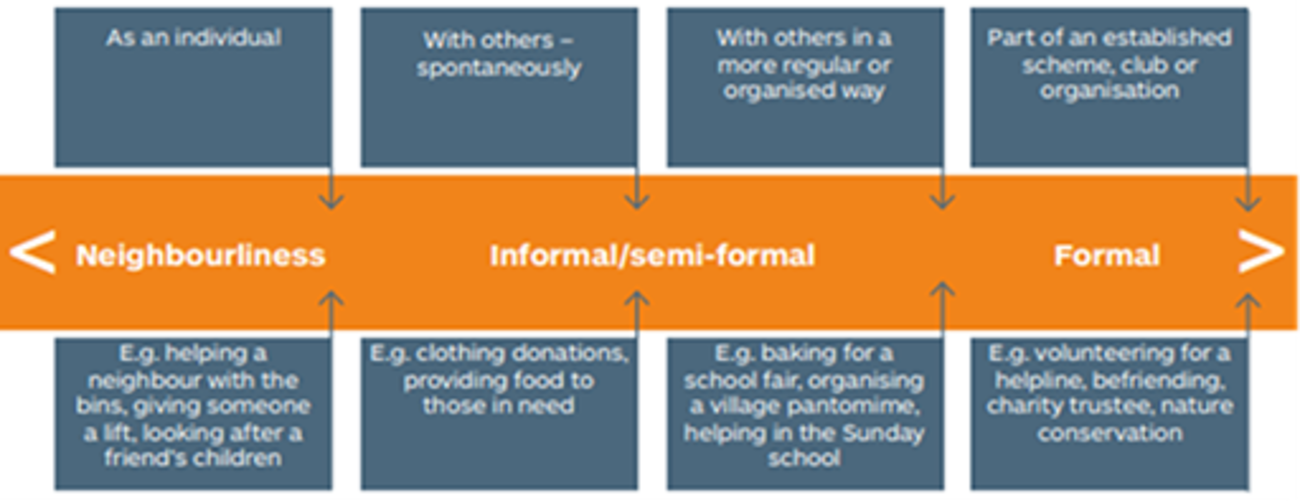 As an individual
With others –
spontaneously
With others in a
more regular or
organised way
Part of an established
scheme, club or
organisation
< Neighbourliness Informal/semi-formal Formal >
E.g. helping a
neighbour with the
bins, giving someone
a lift, looking after a
friend's children
E.g. clothing donations,
providing food to
those in need
E.g. baking for a
school fair, organising
a village pantomime,
helping in the Sunday
school
E.g. volunteering for a
helpline, befriending,
charity trustee, nature
conservation